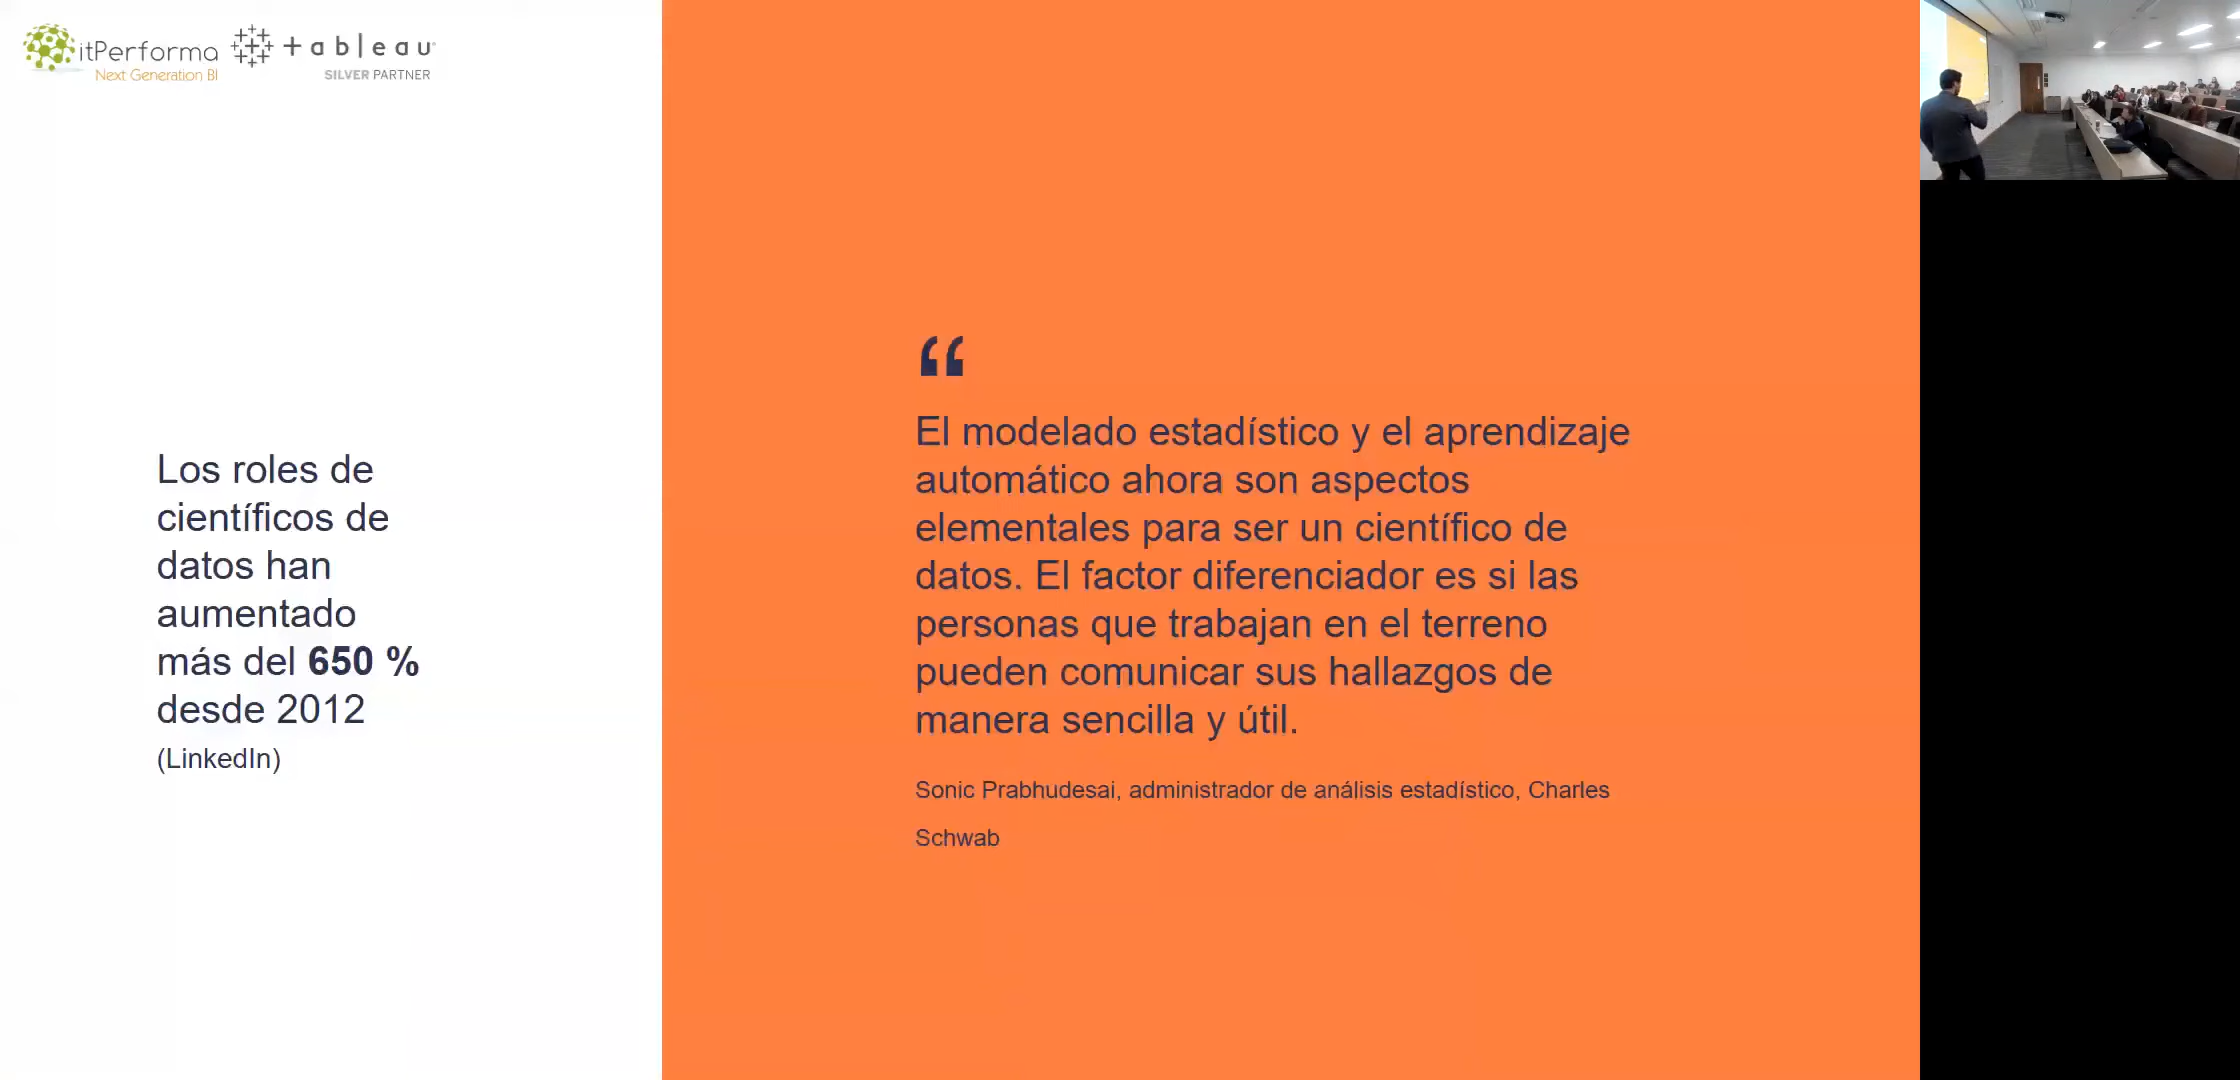 itPerforma
Next Generation BI
+ableau
SILVER PARTNER
Los roles de
científicos de
datos han
aumentado
más del 650 %
desde 2012
(LinkedIn)
“
El modelado estadístico y el aprendizaje
automático ahora son aspectos
elementales para ser un científico de
datos. El factor diferenciador es si las
personas que trabajan en el terreno
pueden comunicar sus hallazgos de
manera sencilla y útil.
Sonic Prabhudesai, administrador de análisis estadístico, Charles
Schwab